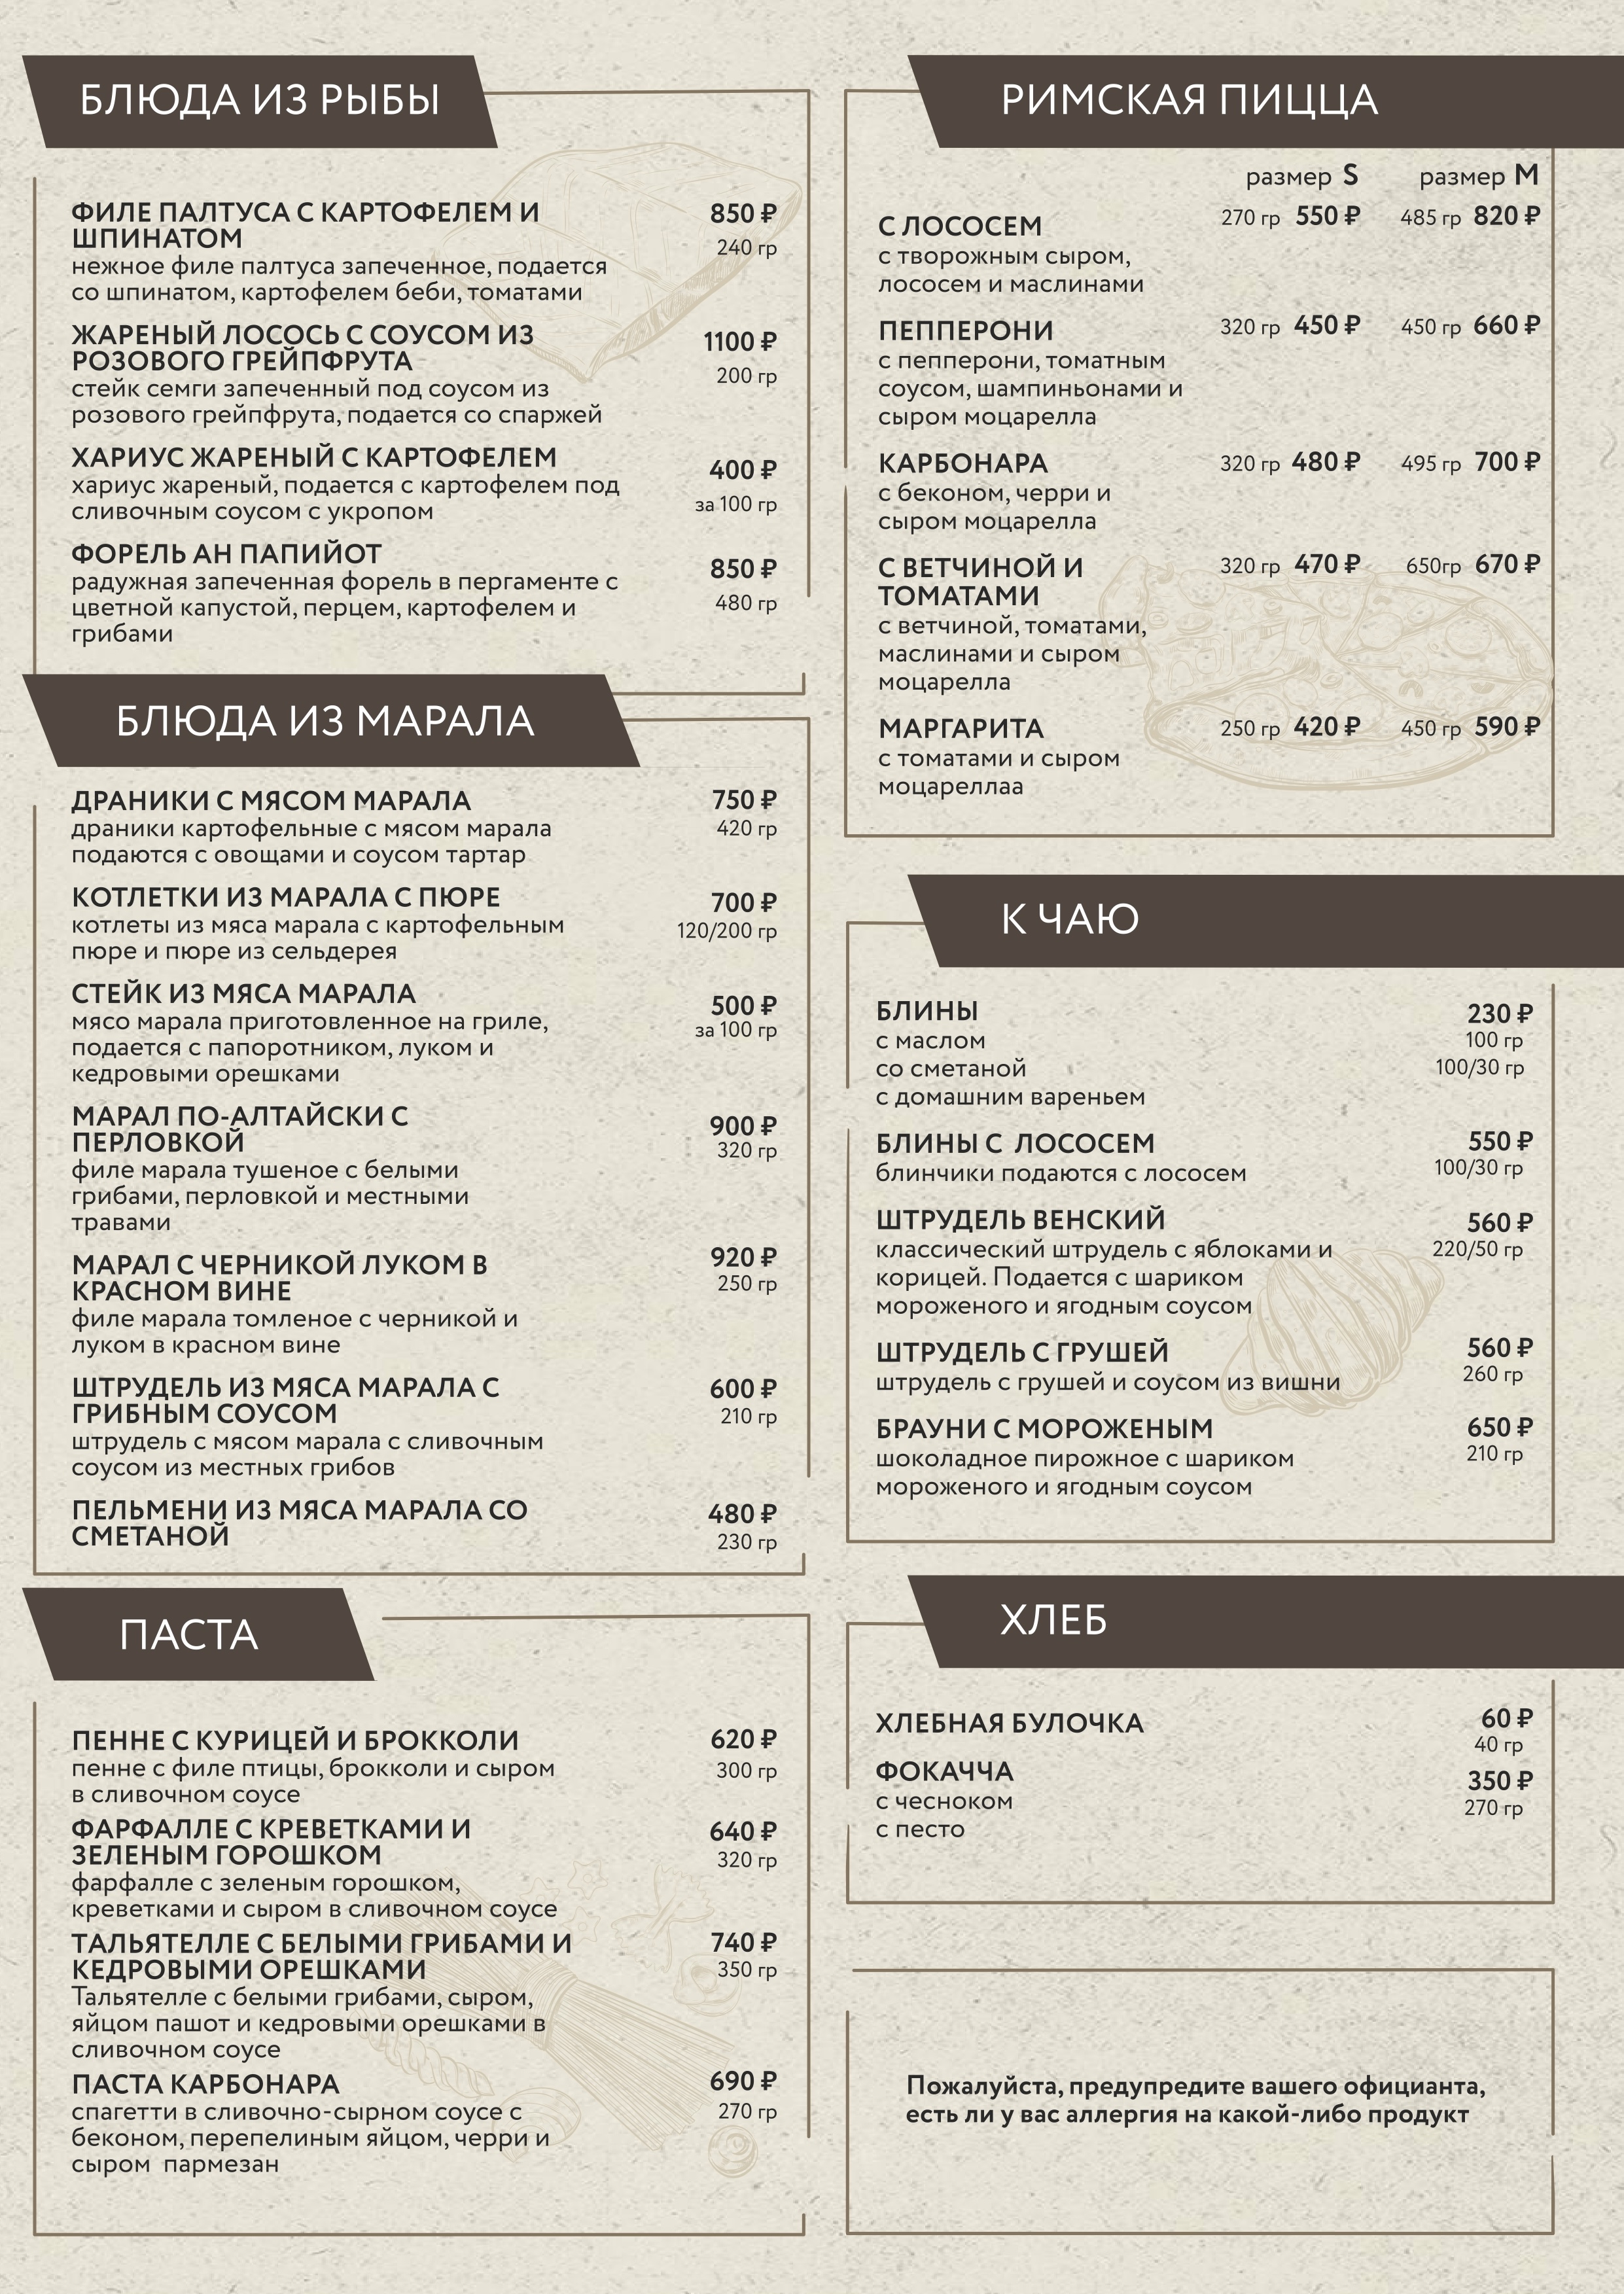 БЛЮДА ИЗ РЫБЫ
ФИЛЕ ПАЛТУСА С КАРТОФЕЛЕМ И
ШПИНАТОМ
850 ₽
240 гр
нежное филе палтуса запеченное, подается
со шпинатом, картофелем беби, томатами
ЖАРЕНЫЙ ЛОСОСЬ С СОУСОМ ИЗ
РОЗОВОГО ГРЕЙПФРУТА
1100 ₽
200 гр
стейк семги запеченный под соусом из
розового грейпфрута, подается со спаржей
ХАРИУС ЖАРЕНЫЙ С КАРТОФЕЛЕМ
400 ₽
за 100 гр
хариус жареный, подается с картофелем под
сливочным соусом с укропом
ФОРЕЛЬ АН ПАПИЙОТ
850 ₽
480 гр
радужная запеченная форель в пергаменте с
цветной капустой, перцем, картофелем и
грибами
БЛЮДА ИЗ МАРАЛА
ДРАНИКИ С МЯСОМ МАРАЛА
750 ₽
420 гр
драники картофельные с мясом марала
подаются с овощами и соусом тартар
КОТЛЕТКИ ИЗ МАРАЛА С ПЮРЕ
700 ₽
120/200 гр
котлеты из мяса марала с картофельным
пюре и пюре из сельдерея
СТЕЙК ИЗ МЯСА МАРАЛА
500 ₽
за 100 гр
мясо марала приготовленное на гриле,
подается с папоротником, луком и
кедровыми орешками
МАРАЛ ПО-АЛТАЙСКИ С
ПЕРЛОВКОЙ
900 ₽
320 гр
филе марала тушеное с белыми
грибами, перловкой и местными
травами
МАРАЛ С ЧЕРНИКОЙ ЛУКОМ В
КРАСНОМ ВИНЕ
920 ₽
250 гр
филе марала томленое с черникой и
луком в красном вине
ШТРУДЕЛЬ ИЗ МЯСА МАРАЛА С
ГРИБНЫМ СОУСОМ
600 ₽
210 гр
штрудель с мясом марала с сливочным
соусом из местных грибов
ПЕЛЬМЕНИ ИЗ МЯСА МАРАЛА СО
СМЕТАНОЙ
480 ₽
230 гр
ПАСТА
ПЕННЕ С КУРИЦЕЙ И БРОККОЛИ
620 ₽
300 гр
пенне с филе птицы, брокколи и сыром
в сливочном соусе
ФАРФАЛЛЕ С КРЕВЕТКАМИ И
ЗЕЛЕНЫМ ГОРОШКОМ
640 ₽
320 гр
фарфалле с зеленым горошком,
креветками и сыром в сливочном соусе
ТАЛЬЯТЕЛЛЕ С БЕЛЫМИ ГРИБАМИ И
КЕДРОВЫМИ ОРЕШКАМИ
740 ₽
350 гр
Тальятелле с белыми грибами, сыром,
яйцом пашот и кедровыми орешками в
сливочном соусе
ПАСТА КАРБОНАРА
690 ₽
270 гр
спагетти в сливочно-сырном соусе с
беконом, перепелиным яйцом, черри и
сыром пармезан
РИМСКАЯ ПИЦЦА
размер S размер M
С ЛОСОСЕМ 270 гр 550 ₽ 485 гр 820 ₽
с творожным сыром,
лососем и маслинами
ПЕППЕРОНИ 320 гр 450 ₽ 450 гр 660 ₽
с пепперони, томатным
соусом, шампиньонами и
сыром моцарелла
КАРБОНАРА 320 гр 480 ₽ 495 гр 700 ₽
с беконом, черри и
сыром моцарелла
С ВЕТЧИНОЙ И 320 гр 470 ₽ 650гр 670 ₽
ТОМАТАМИ
с ветчиной, томатами,
маслинами и сыром
моцарелла
МАРГАРИТА 250 гр 420 ₽ 450 гр 590 ₽
с томатами и сыром
моцареллаа
К ЧАЮ
БЛИНЫ 230 ₽
с маслом 100 гр
со сметаной 100/30 гр
с домашним вареньем
БЛИНЫ С ЛОСОСЕМ 550 ₽
блинчики подаются с лососем 100/30 гр
ШТРУДЕЛЬ ВЕНСКИЙ 560 ₽
классический штрудель с яблоками и 220/50 гр
корицей. Подается с шариком
мороженого и ягодным соусом
ШТРУДЕЛЬ С ГРУШЕЙ 560 ₽
штрудель с грушей и соусом из вишни 260 гр
БРАУНИ С МОРОЖЕНЫМ 650 ₽
шоколадное пирожное с шариком 210 гр
мороженого и ягодным соусом
ХЛЕБ
ХЛЕБНАЯ БУЛОЧКА 60 ₽
40 гр
ФОКАЧЧА 350 ₽
с чесноком 270 гр
с песто
Пожалуйста, предупредите вашего официанта,
есть ли у вас аллергия на какой-либо продукт